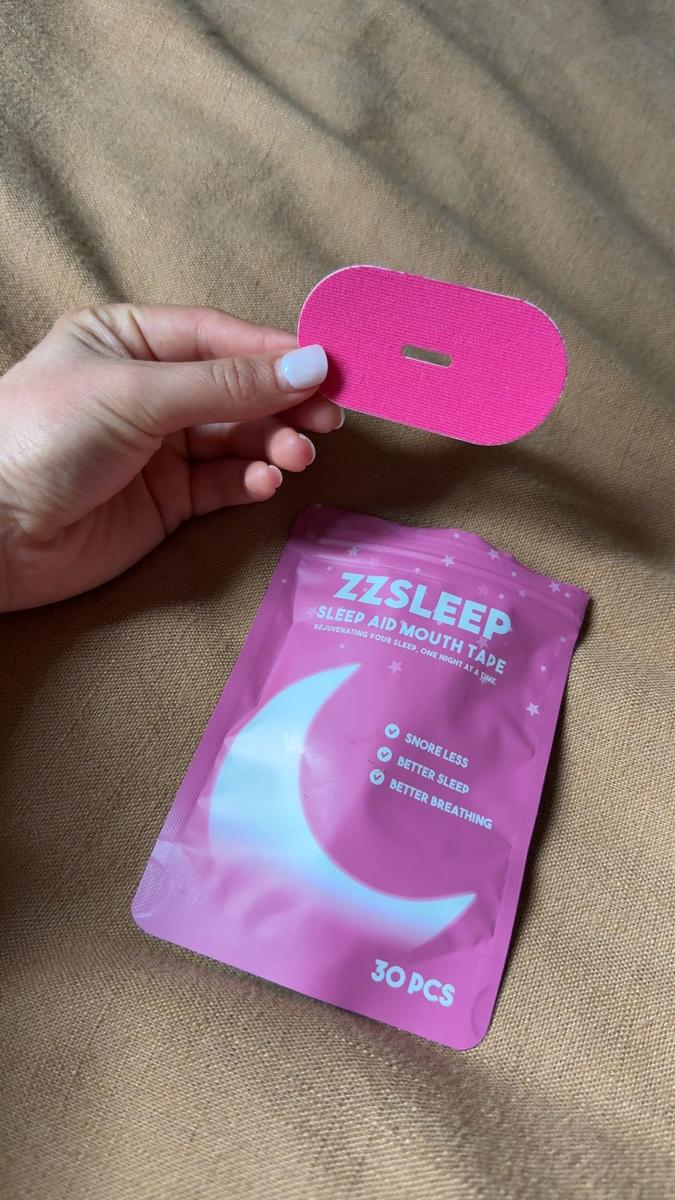 ZZSLEEP
SLEEP AID MOUTH TAPE
REJUVENATING YOUR SLEEP, ONE NIGHT AT A TIME.
SNORE LESS
BETTER SLEEP
BETTER BREATHING
30 PCS